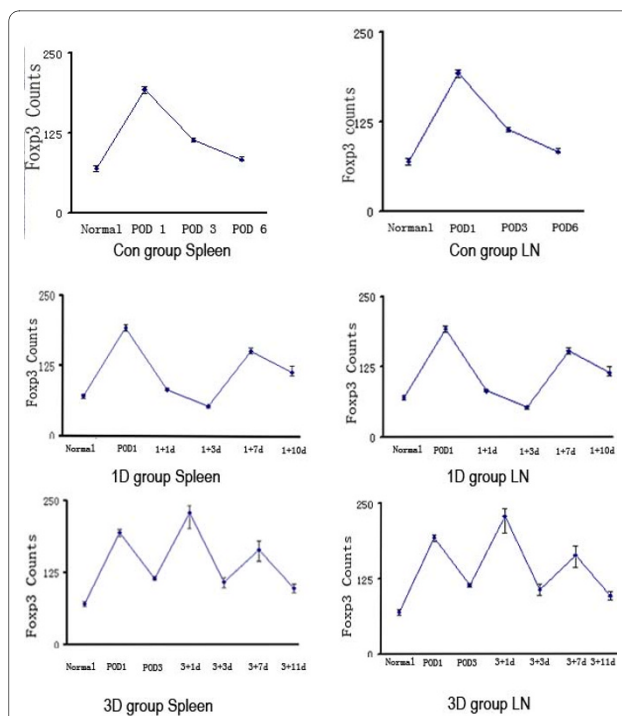 250
125
0
Foxp3 Counts
Normal POD 1 POD 3 POD 6
Con group Spleen
250
125
0
Foxp3 counts
Normanl POD1 POD3 POD6
Con group LN
250
125
0
Foxp3 Counts
Normal POD1 1+1d 1+3d 1+7d 1+10d
1D group Spleen
250
125
0
Foxp3 Counts
Normal POD1 1+1d 1+3d 1+7d 1+10d
1D group LN
250
125
0
Foxp3 Counts
Normal POD1 POD3 3+1d 3+3d 3+7d 3+11d
3D group Spleen
250
125
0
Foxp3 Counts
Normal POD1 POD3 3+1d 3+3d 3+7d 3+11d
3D group LN